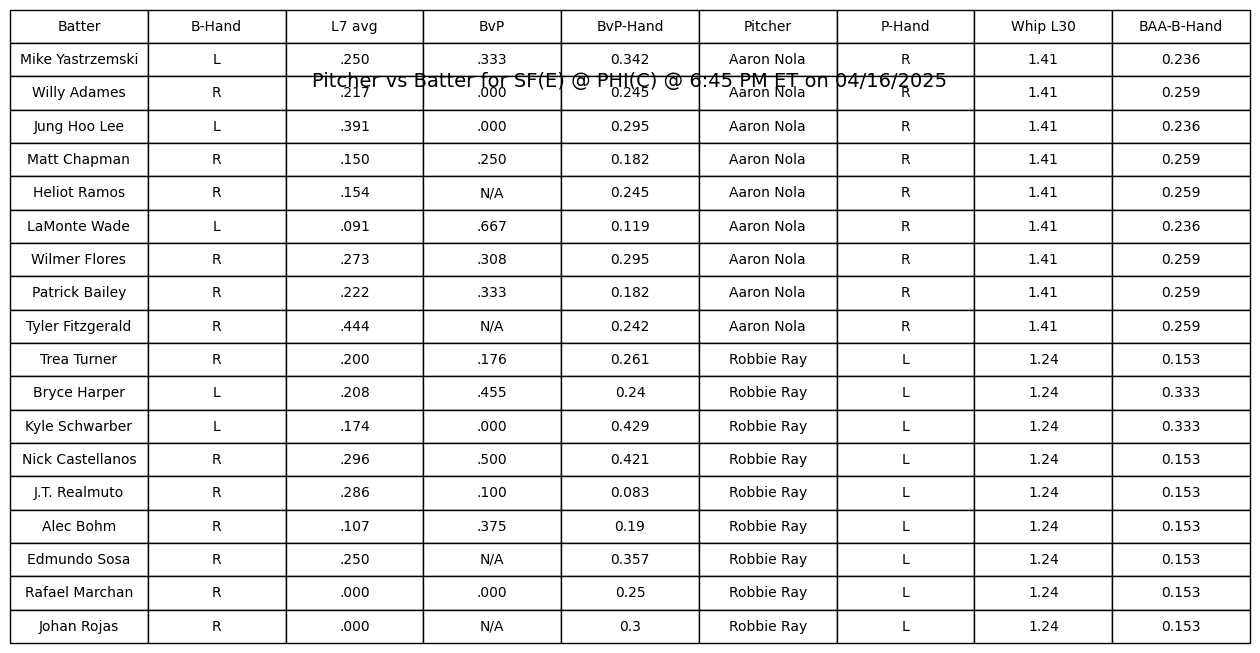 Batter B-Hand L7 avg BvP BvP-Hand Pitcher P-Hand Whip L30 BAA-B-Hand
Mike Yastrzemski L .250 .333 0.342 Aaron Nola R 1.41 0.236
Pitcher vs Batter for SF(E) @ PHI(C) @ 6:45 PM ET on 04/16/2025
Willy Adames R .217 .000 0.245 Aaron Nola R 1.41 0.259
Jung Hoo Lee L .391 .000 0.295 Aaron Nola R 1.41 0.236
Matt Chapman R .150 .250 0.182 Aaron Nola R 1.41 0.259
Heliot Ramos R .154 N/A 0.245 Aaron Nola R 1.41 0.259
LaMonte Wade L .091 .667 0.119 Aaron Nola R 1.41 0.236
Wilmer Flores R .273 .308 0.295 Aaron Nola R 1.41 0.259
Patrick Bailey R .222 .333 0.182 Aaron Nola R 1.41 0.259
Tyler Fitzgerald R .444 N/A 0.242 Aaron Nola R 1.41 0.259
Trea Turner R .200 .176 0.261 Robbie Ray L 1.24 0.153
Bryce Harper L .208 .455 0.24 Robbie Ray L 1.24 0.333
Kyle Schwarber L .174 .000 0.429 Robbie Ray L 1.24 0.333
Nick Castellanos R .296 .500 0.421 Robbie Ray L 1.24 0.153
J.T. Realmuto R .286 .100 0.083 Robbie Ray L 1.24 0.153
Alec Bohm R .107 .375 0.19 Robbie Ray L 1.24 0.153
Edmundo Sosa R .250 N/A 0.357 Robbie Ray L 1.24 0.153
Rafael Marchan R .000 .000 0.25 Robbie Ray L 1.24 0.153
Johan Rojas R .000 N/A 0.3 Robbie Ray L 1.24 0.153